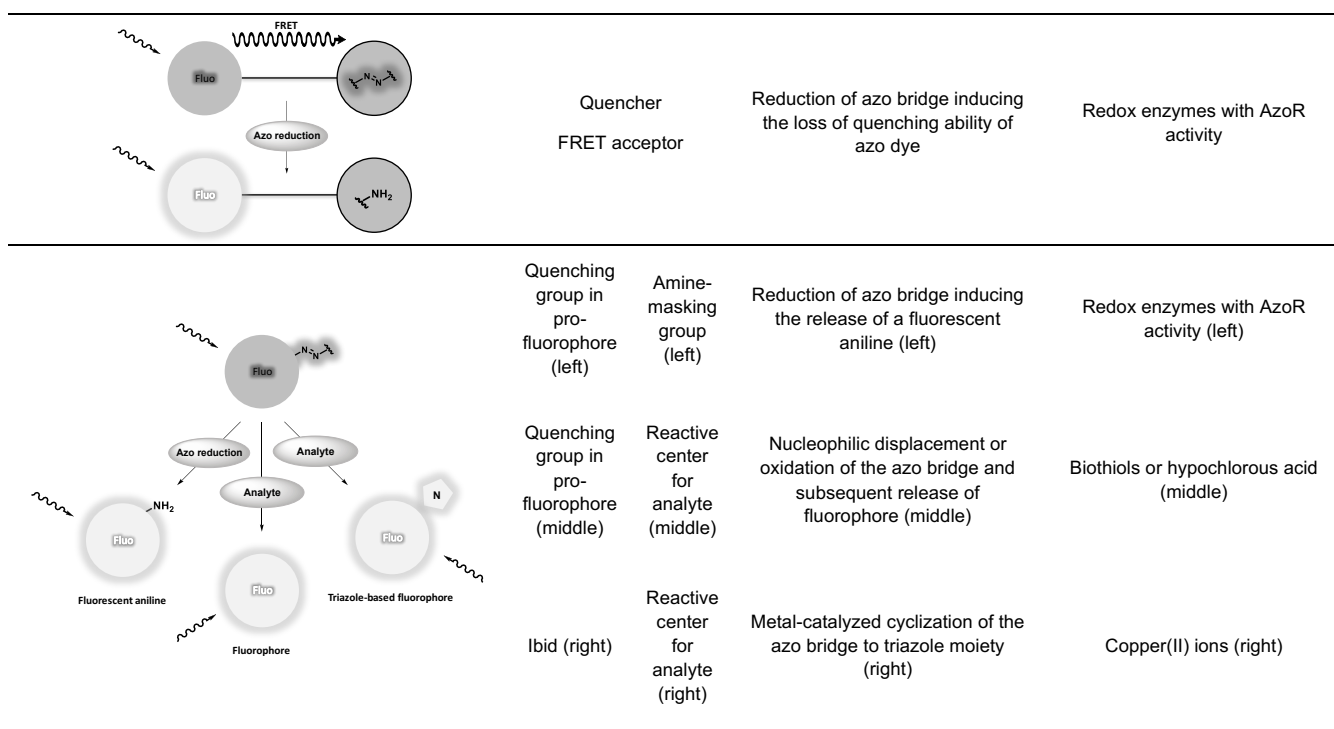 FRET
Fluo
N
N
Azo reduction
Fluo
NH2
Quencher
FRET acceptor
Reduction of azo bridge inducing
the loss of quenching ability of
azo dye
Redox enzymes with AzoR
activity
Fluo
N
N
Azo reduction
Analyte
Analyte
NH2
Fluo
Fluorescent aniline
Fluo
Fluorophore
N
Fluo
Triazole-based fluorophore
Quenching
group in
pro-
fluorophore
(left)
Amine-
masking
group
(left)
Reduction of azo bridge inducing
the release of a fluorescent
aniline (left)
Redox enzymes with AzoR
activity (left)
Quenching
group in
pro-
fluorophore
(middle)
Reactive
center
for
analyte
(middle)
Nucleophilic displacement or
oxidation of the azo bridge and
subsequent release of
fluorophore (middle)
Biothiols or hypochlorous acid
(middle)
Ibid (right)
Reactive
center
for
analyte
(right)
Metal-catalyzed cyclization of the
azo bridge to triazole moiety
(right)
Copper(II) ions (right)